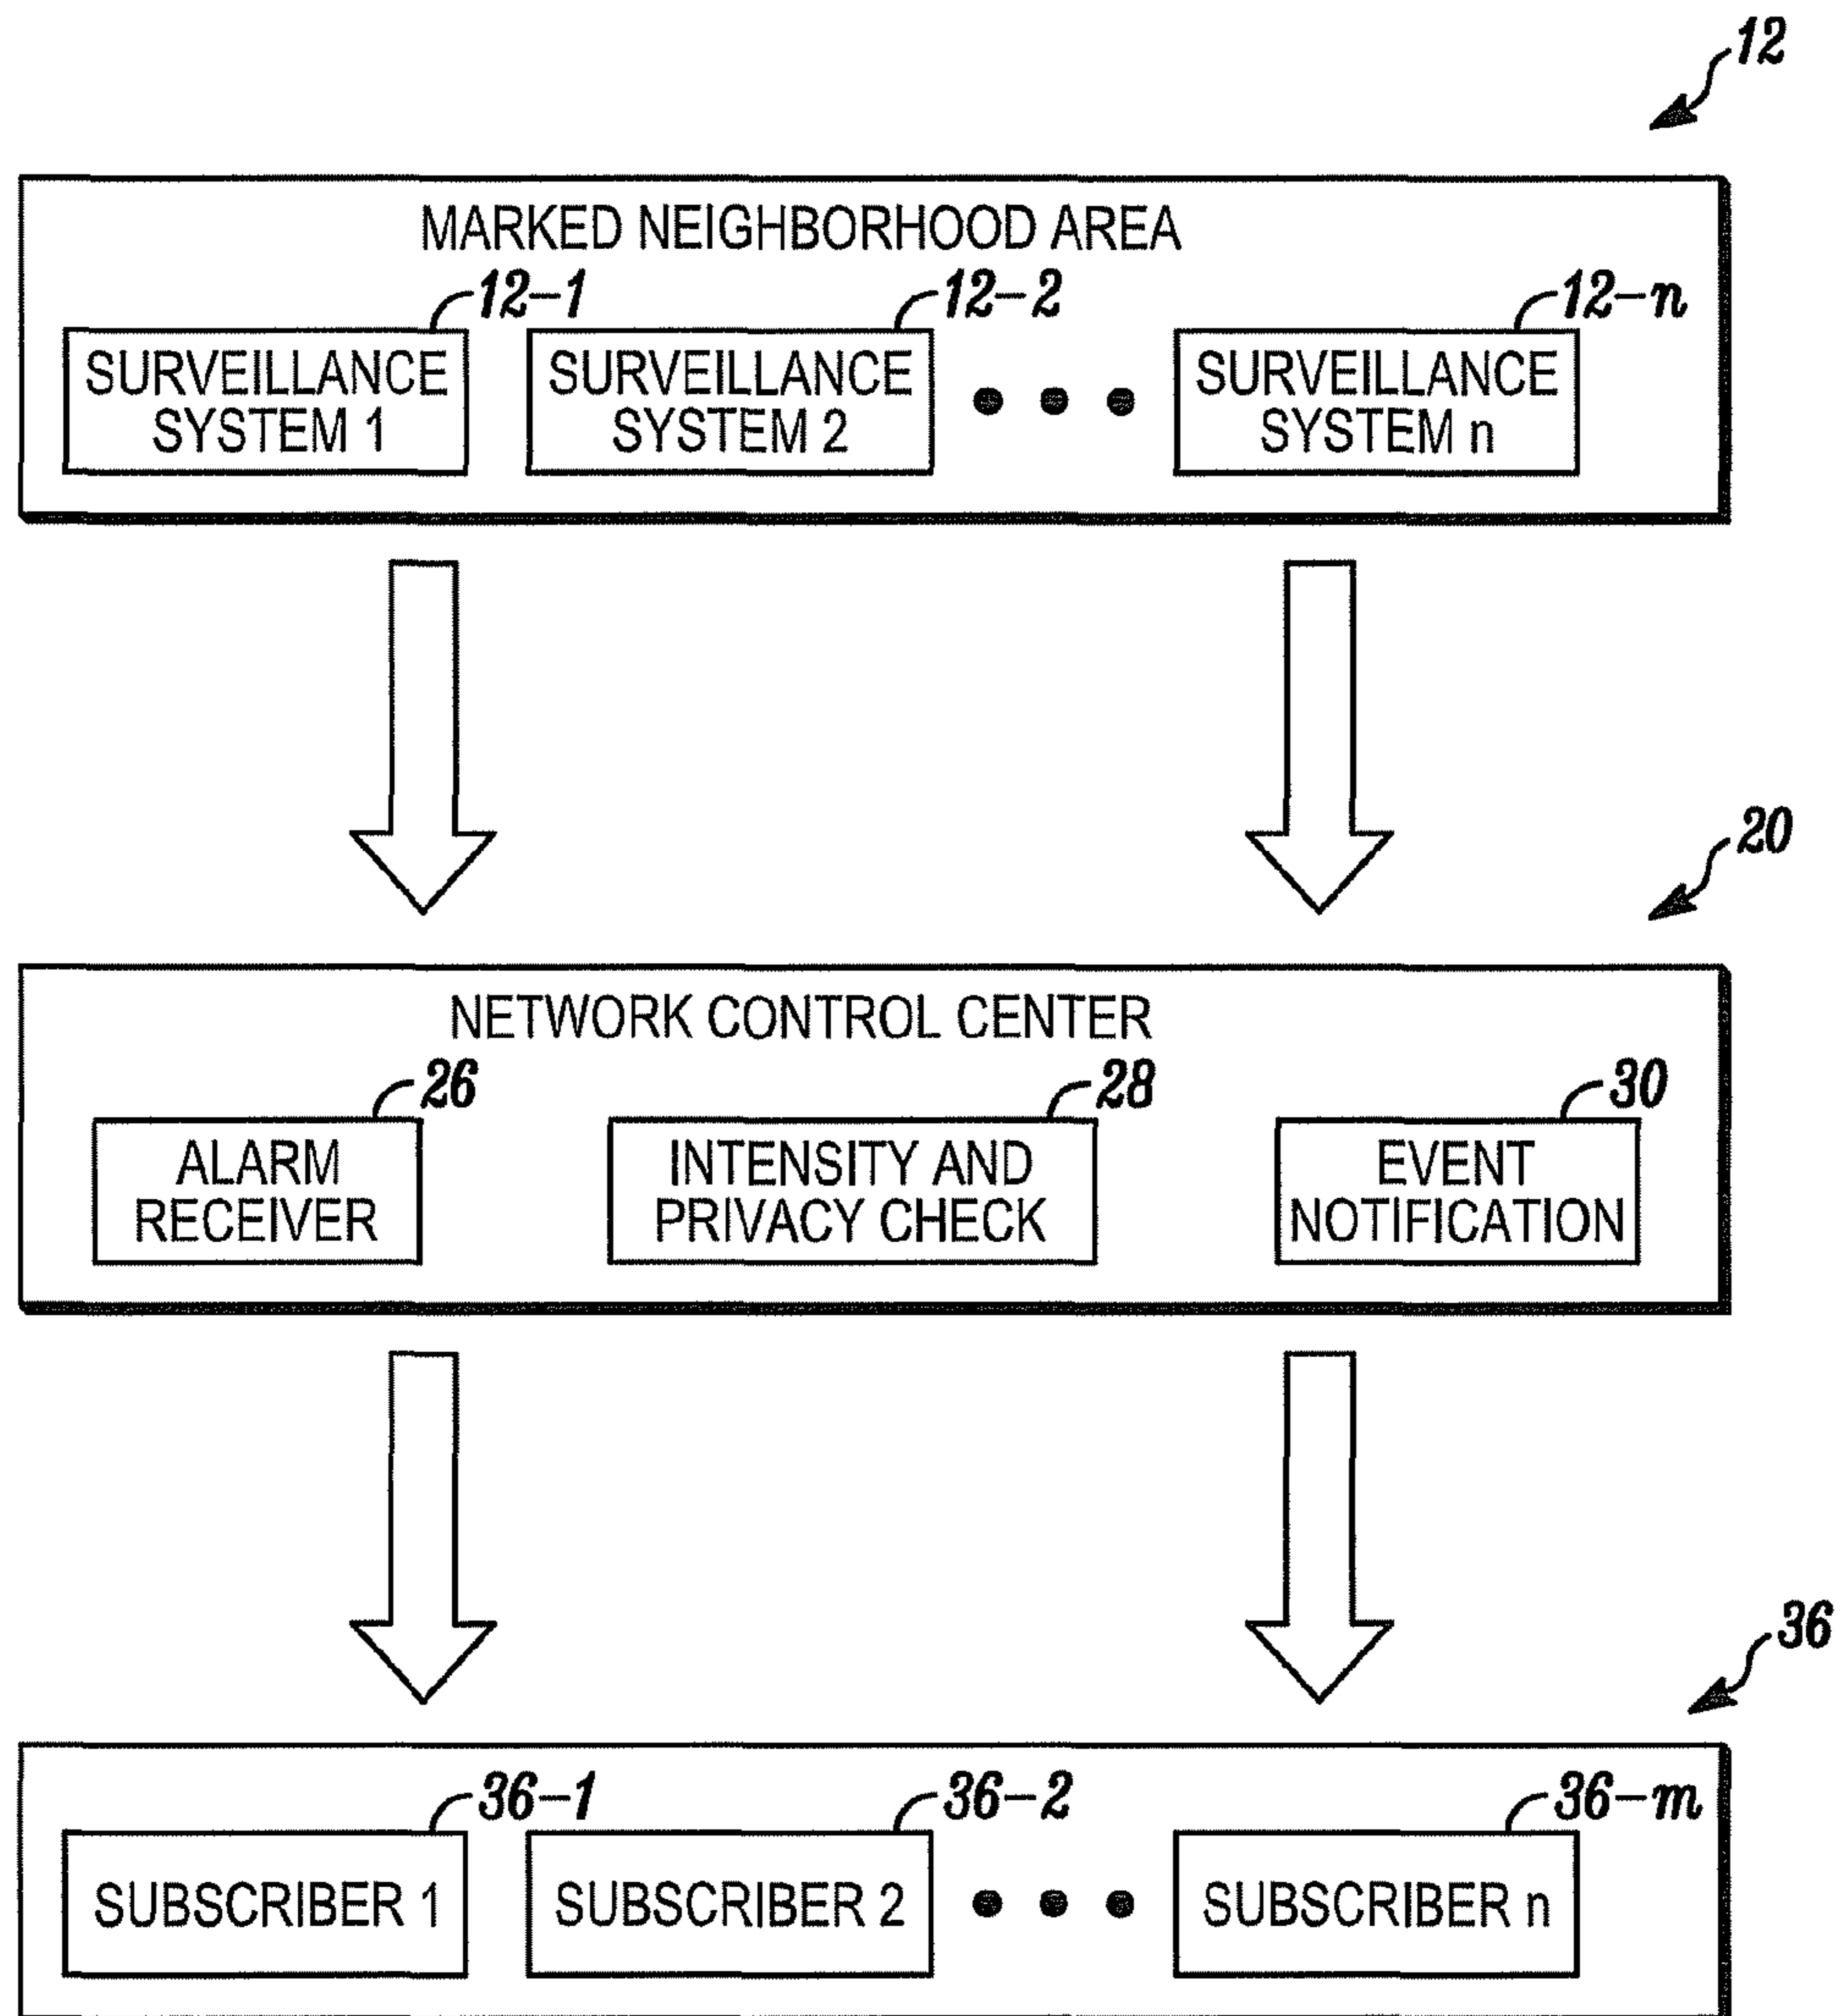 12
MARKED NEIGHBORHOOD AREA
12-1
12-2
12-n
SURVEILLANCE
SYSTEM 1
SURVEILLANCE
SYSTEM 2
SURVEILLANCE
SYSTEM n
20
NETWORK CONTROL CENTER
26
28
30
ALARM
RECEIVER
INTENSITY AND
PRIVACY CHECK
EVENT
NOTIFICATION
36
36-1
36-2
36-m
SUBSCRIBER 1
SUBSCRIBER 2
SUBSCRIBER n